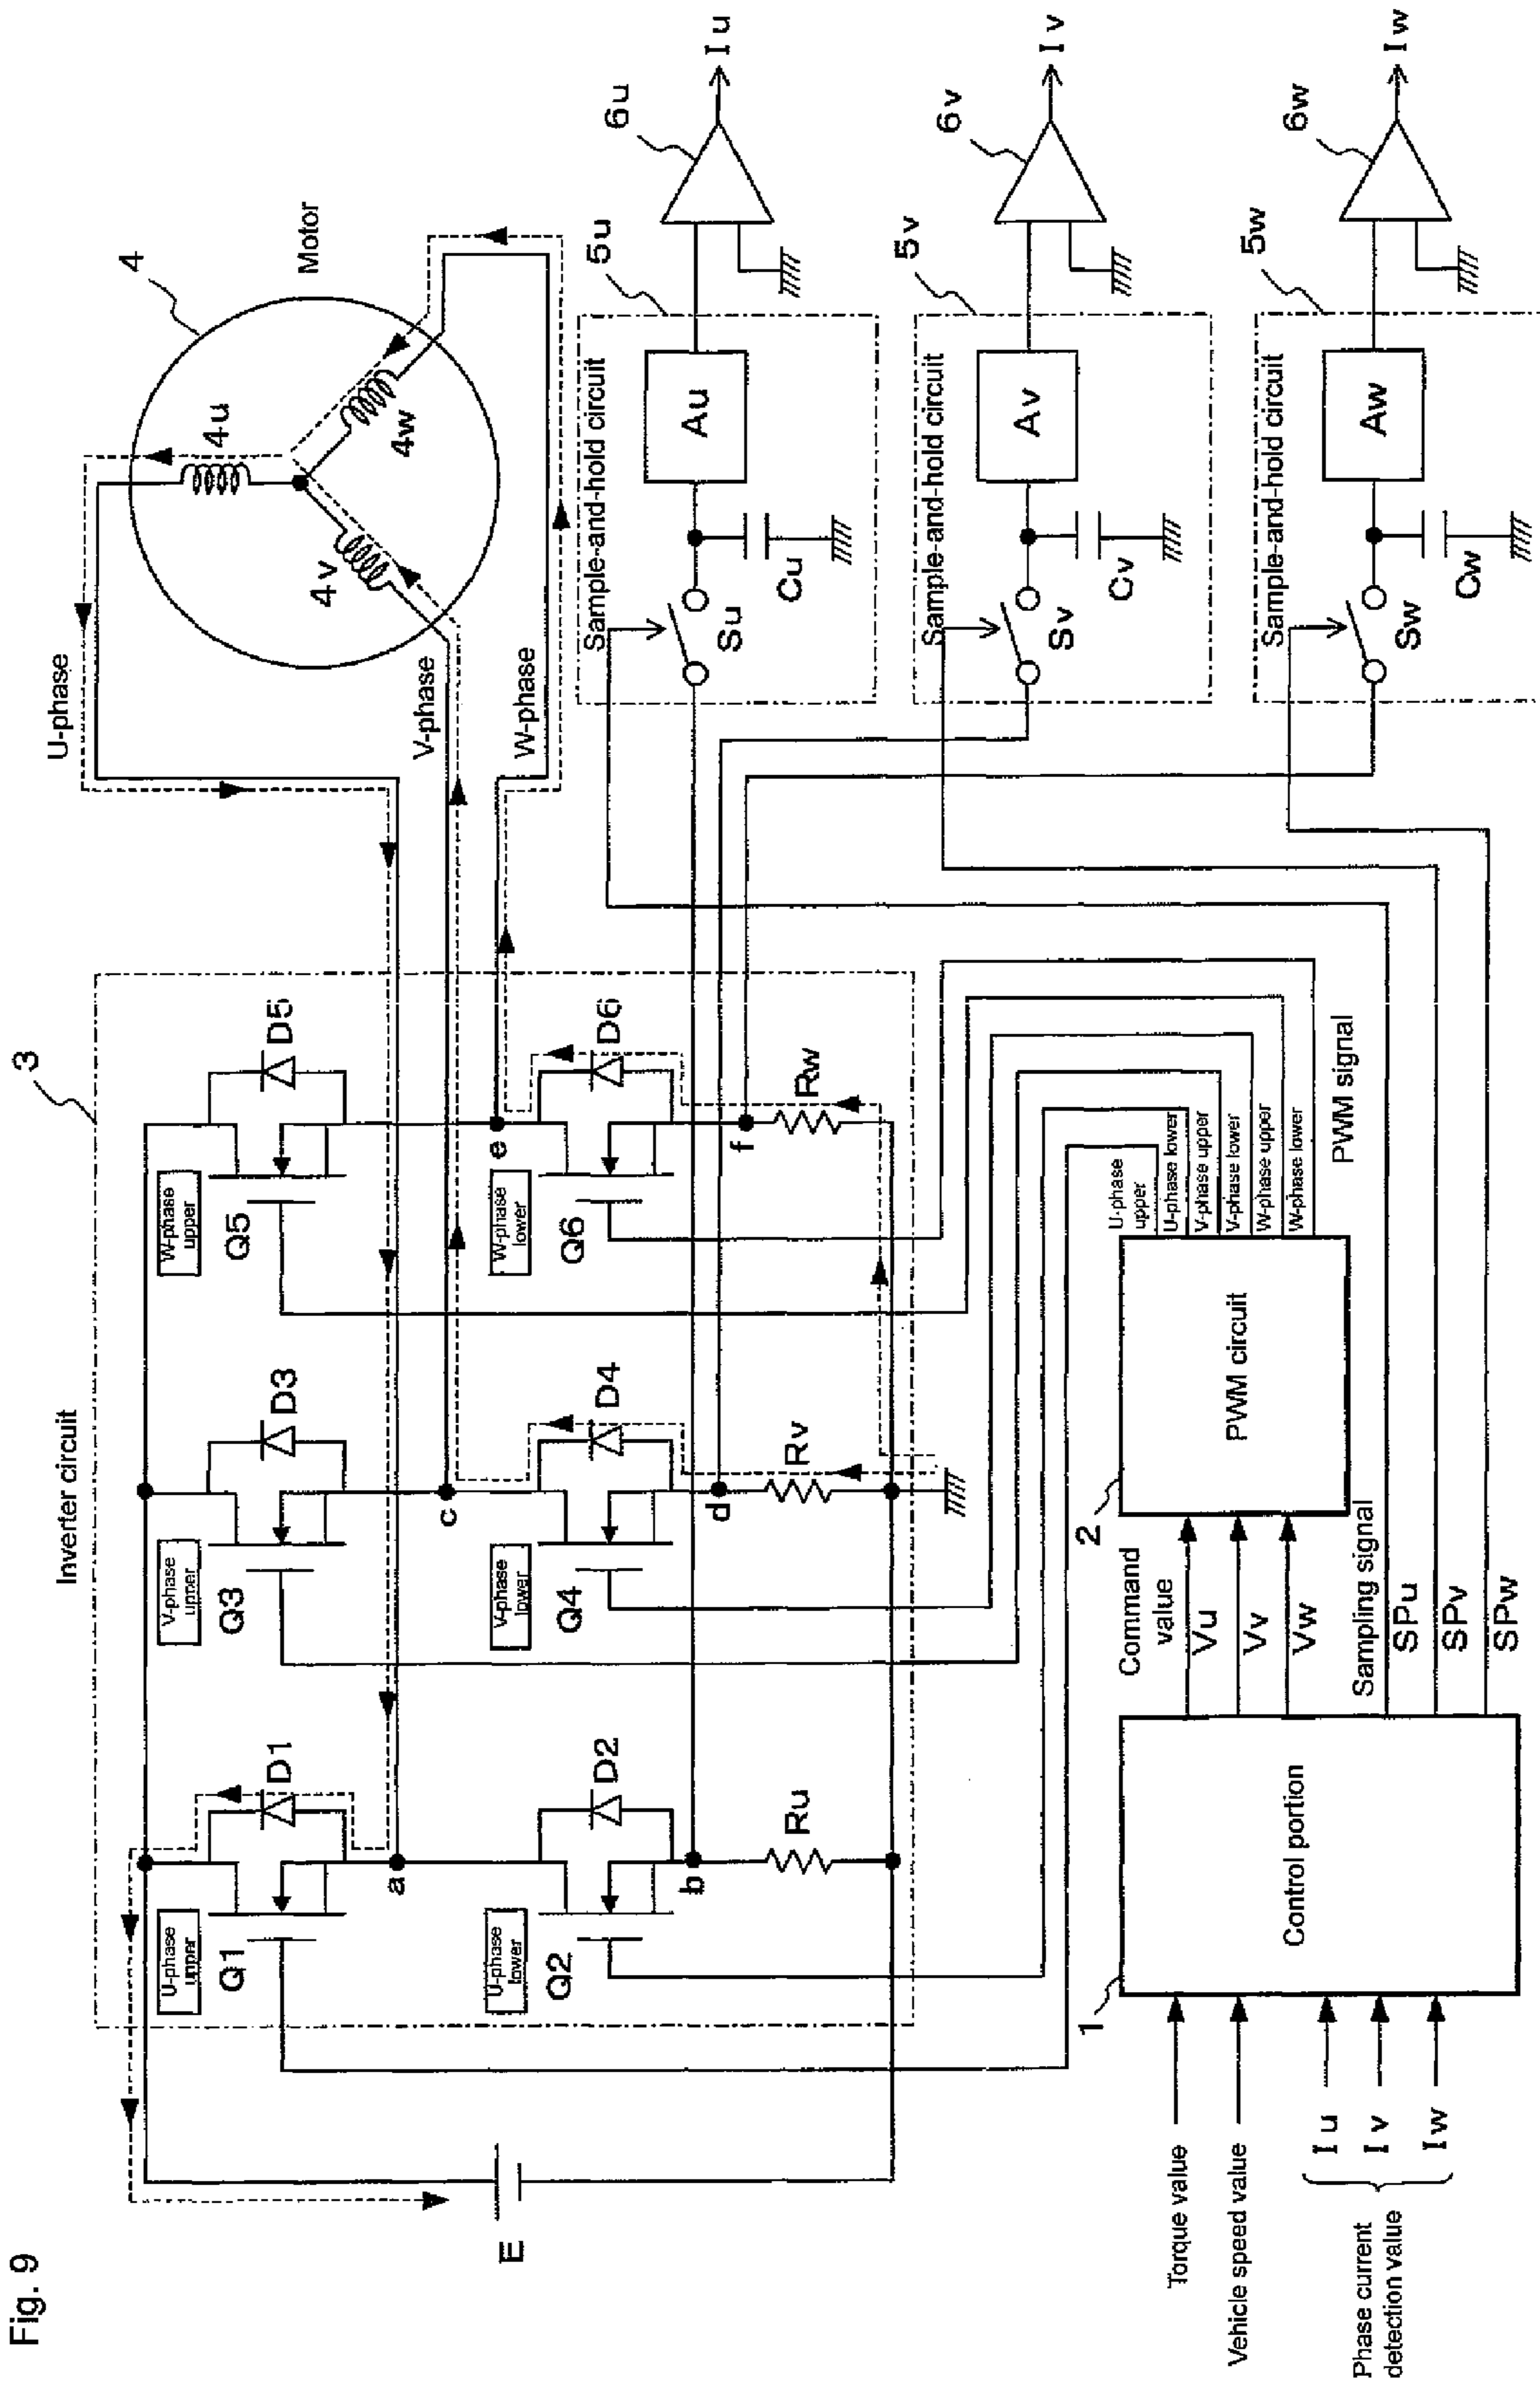 Fig. 9
Inverter circuit
3
U-phase
upper
Q1
D1
V-phase
upper
Q3
D3
W-phase
upper
Q5
D5
a
c
e
U-phase
lower
Q2
D2
V-phase
lower
Q4
D4
W-phase
lower
Q6
D6
b
d
f
Ru
Rv
Rw
E
U-phase
V-phase
W-phase
4
Motor
4u
4v
4w
Sample-and-hold circuit
5u
Su
Cu
Au
6u
Iu
Sample-and-hold circuit
5v
Sv
Cv
Av
6v
Iv
Sample-and-hold circuit
5w
Sw
Cw
Aw
6w
Iw
Torque value
Vehicle speed value
Phase current
detection value
Iu
Iv
Iw
1
Control portion
Command
value
Vu
Vv
Vw
Sampling signal
SPu
SPv
SPw
2
PWM circuit
U-phase
upper
U-phase lower
V-phase upper
V-phase lower
W-phase upper
W-phase lower
PWM signal